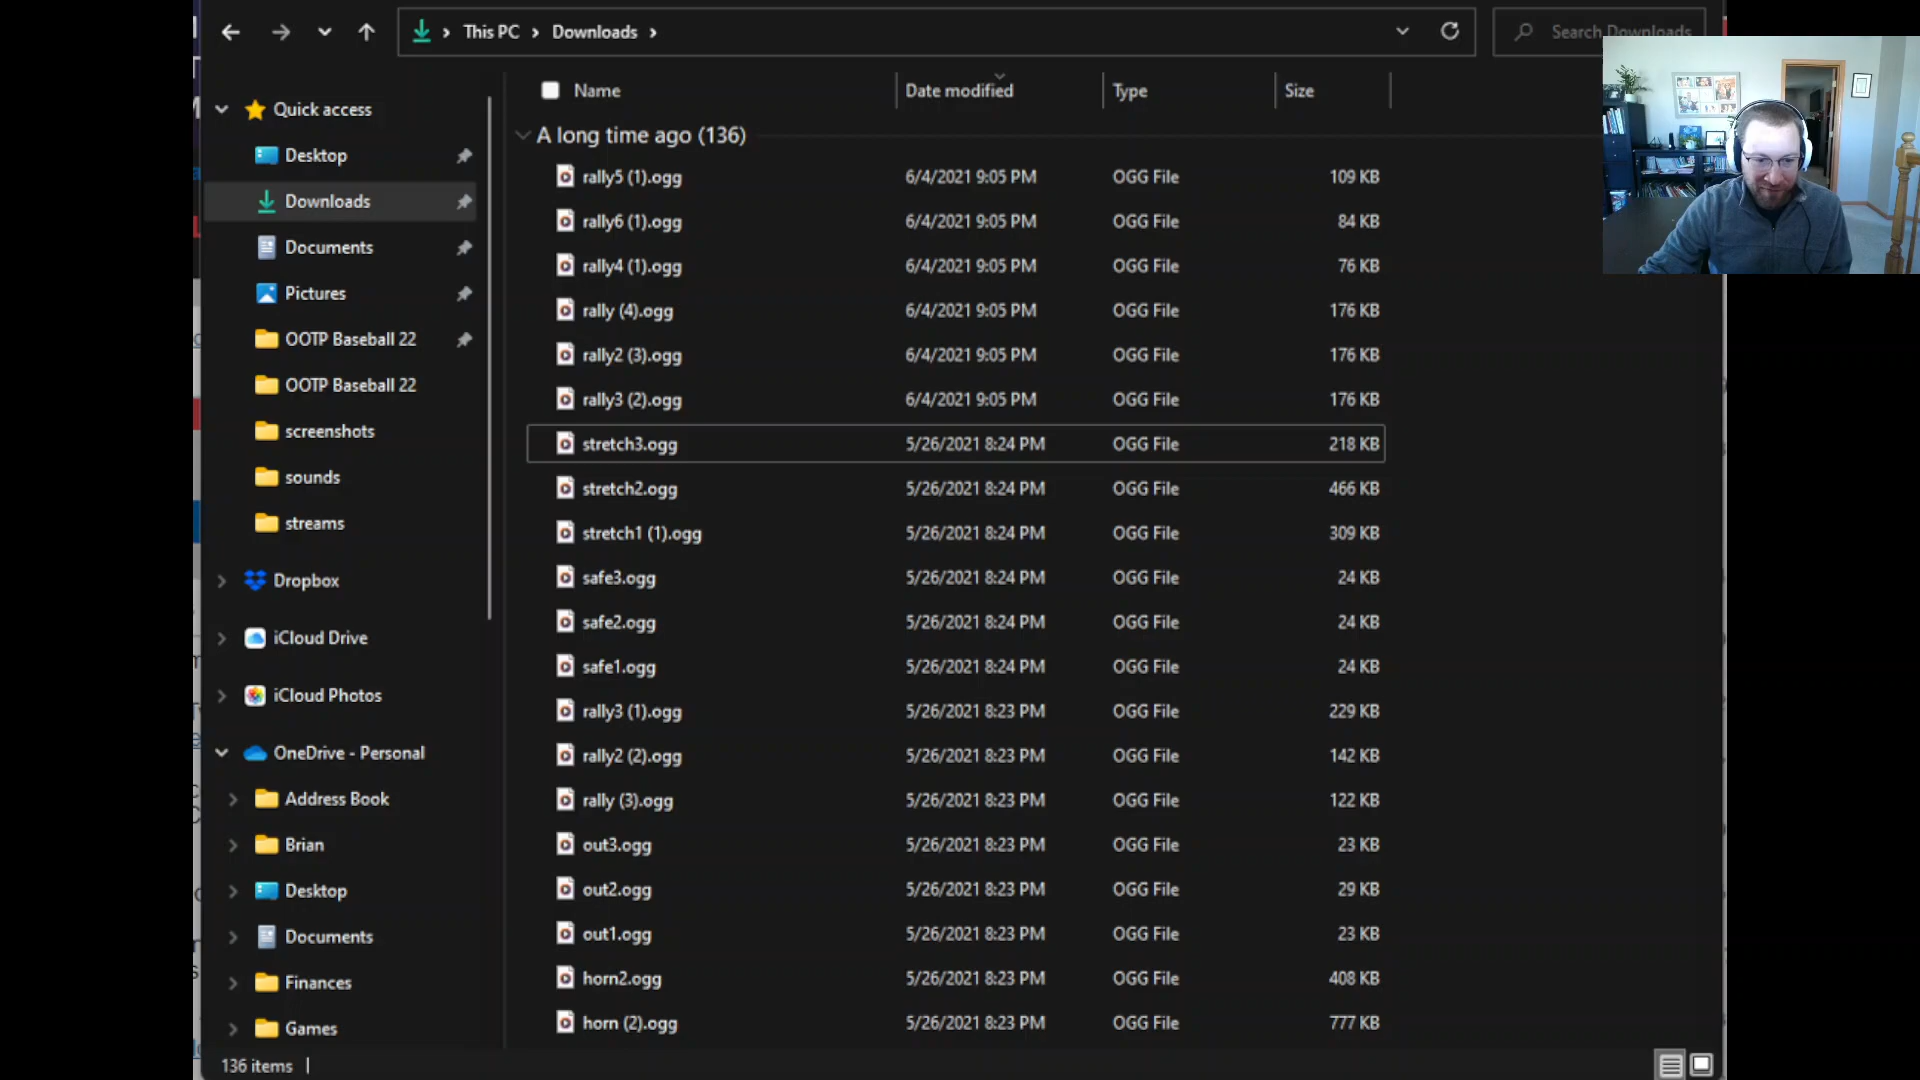 This PC
Downloads
Search Downloads
Name
Date modified
Type
Size
Quick access
Desktop
Downloads
Documents
Pictures
OOTP Baseball 22
OOTP Baseball 22
screenshots
sounds
streams
Dropbox
iCloud Drive
iCloud Photos
OneDrive - Personal
Address Book
Brian
Desktop
Documents
Finances
Games
A long time ago (136)
rally5 (1).ogg 6/4/2021 9:05 PM OGG File 109 KB
rally6 (1).ogg 6/4/2021 9:05 PM OGG File 84 KB
rally4 (1).ogg 6/4/2021 9:05 PM OGG File 76 KB
rally (4).ogg 6/4/2021 9:05 PM OGG File 176 KB
rally2 (3).ogg 6/4/2021 9:05 PM OGG File 176 KB
rally3 (2).ogg 6/4/2021 9:05 PM OGG File 176 KB
stretch3.ogg 5/26/2021 8:24 PM OGG File 218 KB
stretch2.ogg 5/26/2021 8:24 PM OGG File 466 KB
stretch1 (1).ogg 5/26/2021 8:24 PM OGG File 309 KB
safe3.ogg 5/26/2021 8:24 PM OGG File 24 KB
safe2.ogg 5/26/2021 8:24 PM OGG File 24 KB
safe1.ogg 5/26/2021 8:24 PM OGG File 24 KB
rally3 (1).ogg 5/26/2021 8:23 PM OGG File 229 KB
rally2 (2).ogg 5/26/2021 8:23 PM OGG File 142 KB
rally (3).ogg 5/26/2021 8:23 PM OGG File 122 KB
out3.ogg 5/26/2021 8:23 PM OGG File 23 KB
out2.ogg 5/26/2021 8:23 PM OGG File 29 KB
out1.ogg 5/26/2021 8:23 PM OGG File 23 KB
horn2.ogg 5/26/2021 8:23 PM OGG File 408 KB
horn (2).ogg 5/26/2021 8:23 PM OGG File 777 KB
136 items